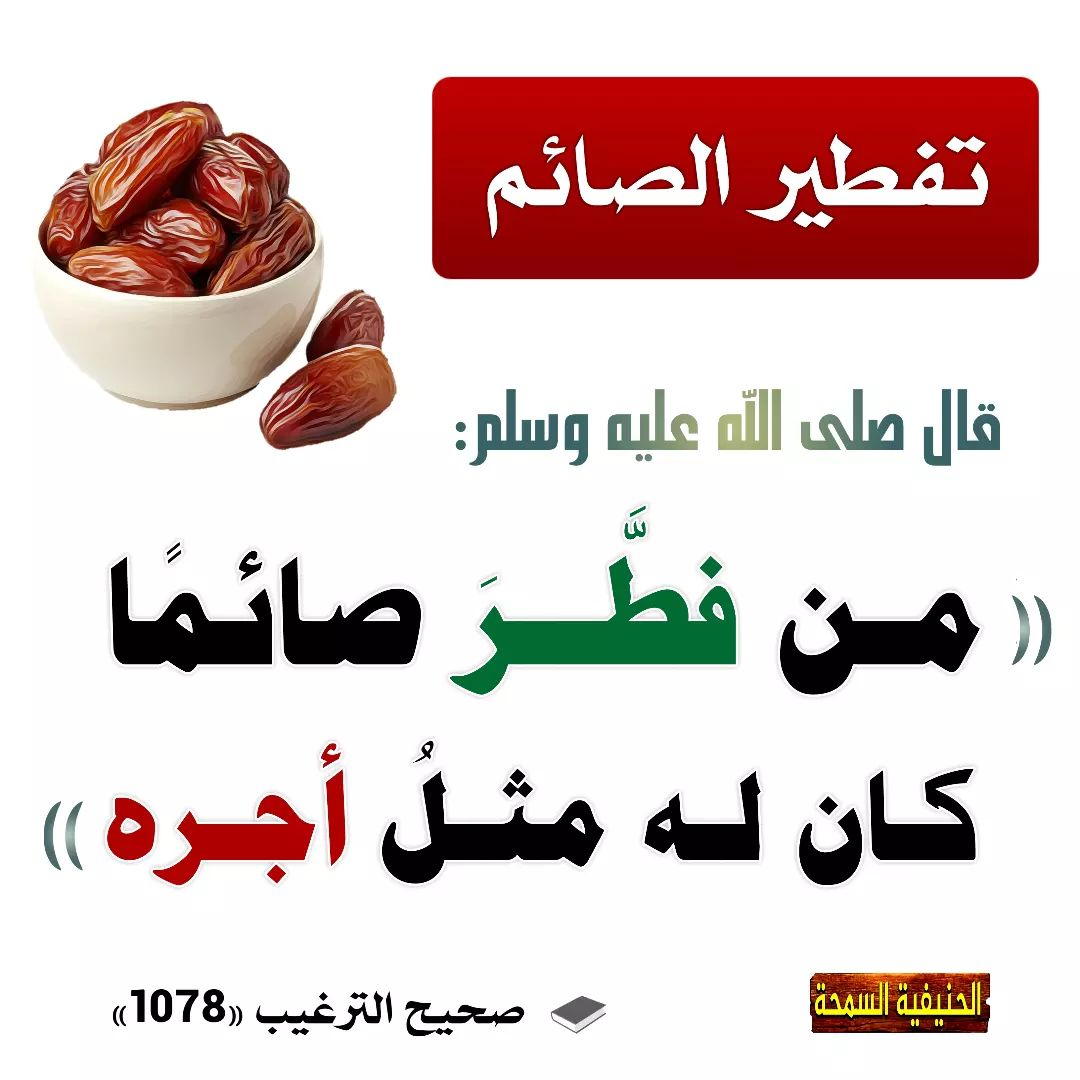 تفطير الصائم
قال صلى الله عليه وسلم:
(( من فطَّرَ صائمًا
كان له مثلُ أجره ))
صحيح الترغيب ((1078))
الحنيفية السمحة